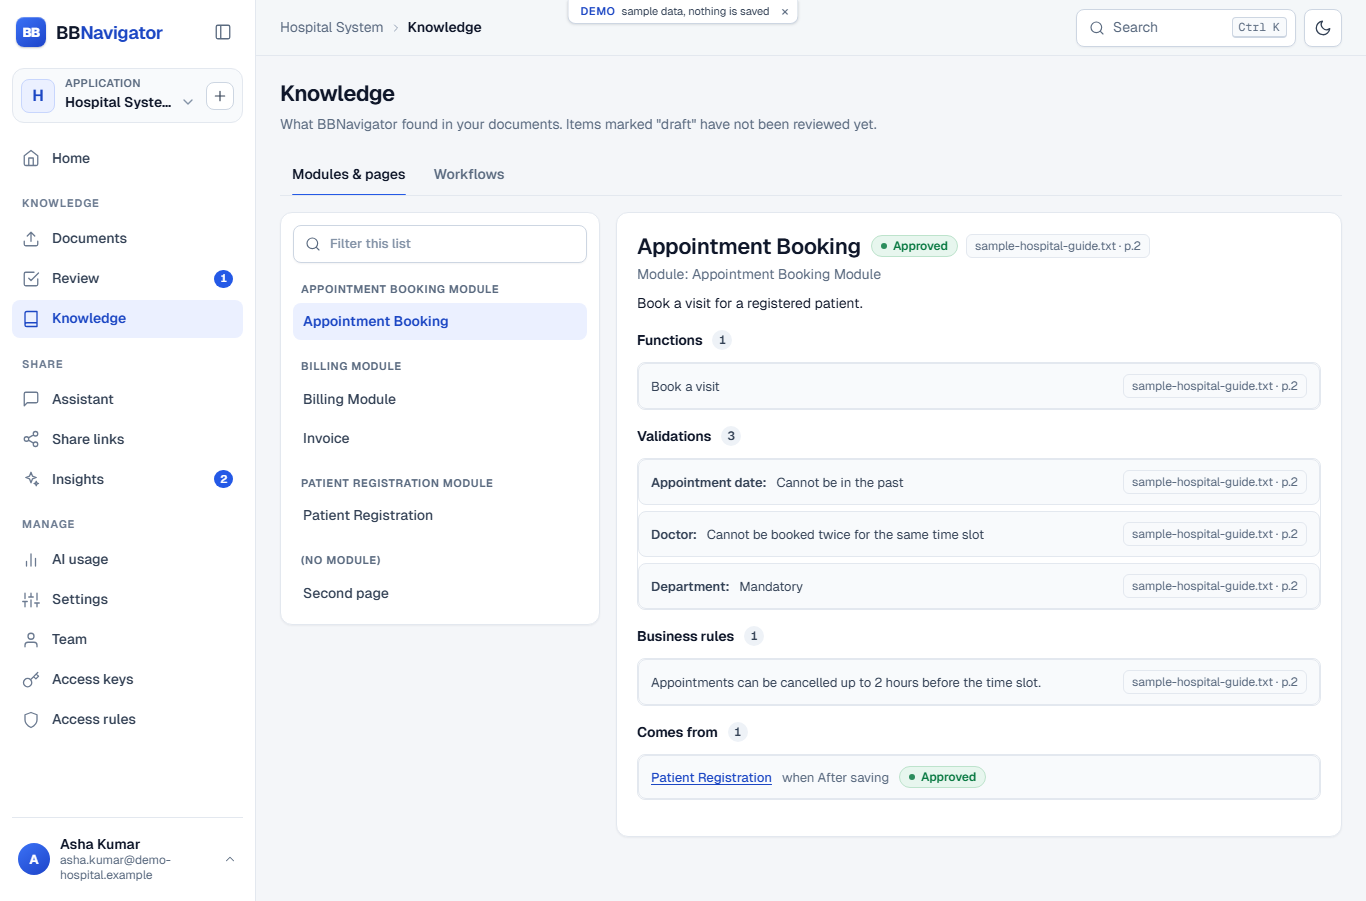 BB BBNavigator
Hospital System › Knowledge
DEMO sample data, nothing is saved ×
Search Ctrl K
H
APPLICATION
Hospital Syste...
Home
KNOWLEDGE
Documents
Review 1
Knowledge
SHARE
Assistant
Share links
Insights 2
MANAGE
AI usage
Settings
Team
Access keys
Access rules
A
Asha Kumar
asha.kumar@demo-
hospital.example
Knowledge
What BBNavigator found in your documents. Items marked "draft" have not been reviewed yet.
Modules & pages Workflows
Filter this list
APPOINTMENT BOOKING MODULE
Appointment Booking
BILLING MODULE
Billing Module
Invoice
PATIENT REGISTRATION MODULE
Patient Registration
(NO MODULE)
Second page
Appointment Booking Approved sample-hospital-guide.txt · p.2
Module: Appointment Booking Module
Book a visit for a registered patient.
Functions 1
Book a visit sample-hospital-guide.txt · p.2
Validations 3
Appointment date: Cannot be in the past sample-hospital-guide.txt · p.2
Doctor: Cannot be booked twice for the same time slot sample-hospital-guide.txt · p.2
Department: Mandatory sample-hospital-guide.txt · p.2
Business rules 1
Appointments can be cancelled up to 2 hours before the time slot. sample-hospital-guide.txt · p.2
Comes from 1
Patient Registration when After saving Approved